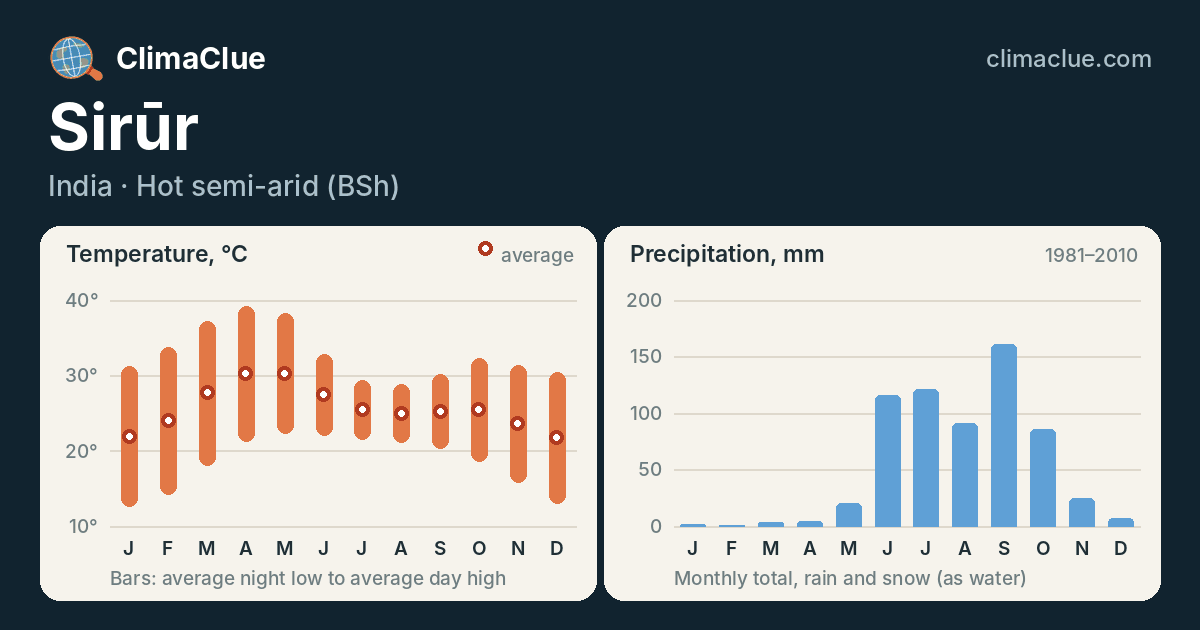 ClimaClue
climaclue.com
Sirūr
India · Hot semi-arid (BSh)
Temperature, °C
average
40°
30°
20°
10°
J F M A M J J A S O N D
Bars: average night low to average day high
Precipitation, mm
1981–2010
200
150
100
50
0
J F M A M J J A S O N D
Monthly total, rain and snow (as water)